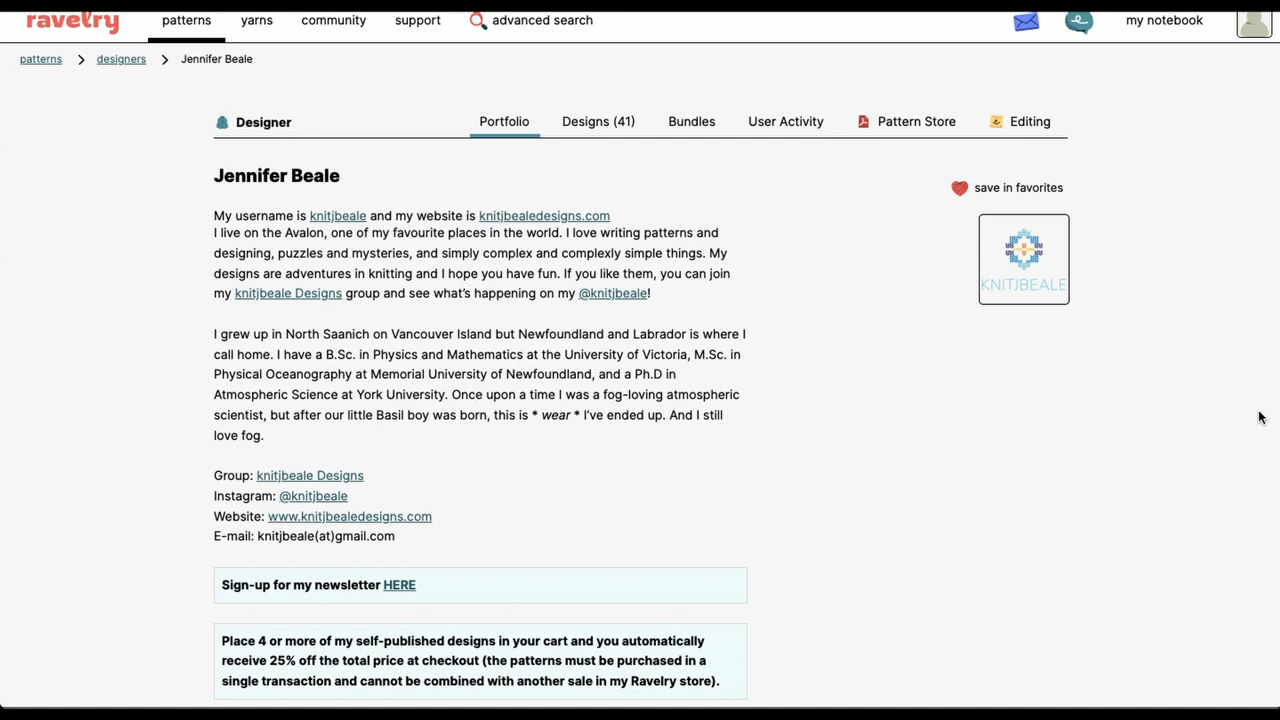 ravelry
patterns yarns community support advanced search my notebook
patterns > designers > Jennifer Beale
Designer Portfolio Designs (41) Bundles User Activity Pattern Store Editing
Jennifer Beale
save in favorites
My username is knitjbeale and my website is knitjbealedesigns.com
I live on the Avalon, one of my favourite places in the world. I love writing patterns and
designing, puzzles and mysteries, and simply complex and complexly simple things. My
designs are adventures in knitting and I hope you have fun. If you like them, you can join
my knitjbeale Designs group and see what’s happening on my @knitjbeale!
KNITJBEALE
I grew up in North Saanich on Vancouver Island but Newfoundland and Labrador is where I
call home. I have a B.Sc. in Physics and Mathematics at the University of Victoria, M.Sc. in
Physical Oceanography at Memorial University of Newfoundland, and a Ph.D in
Atmospheric Science at York University. Once upon a time I was a fog-loving atmospheric
scientist, but after our little Basil boy was born, this is * wear * I’ve ended up. And I still
love fog.
Group: knitjbeale Designs
Instagram: @knitjbeale
Website: www.knitjbealedesigns.com
E-mail: knitjbeale(at)gmail.com
Sign-up for my newsletter HERE
Place 4 or more of my self-published designs in your cart and you automatically
receive 25% off the total price at checkout (the patterns must be purchased in a
single transaction and cannot be combined with another sale in my Ravelry store).